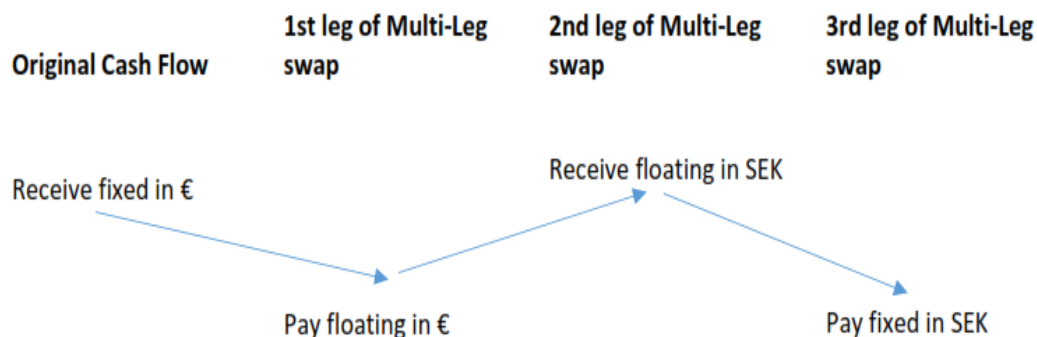 Original Cash Flow
1st leg of Multi-Leg
swap
2nd leg of Multi-Leg
swap
3rd leg of Multi-Leg
swap
Receive fixed in €
Receive floating in SEK
Pay floating in €
Pay fixed in SEK